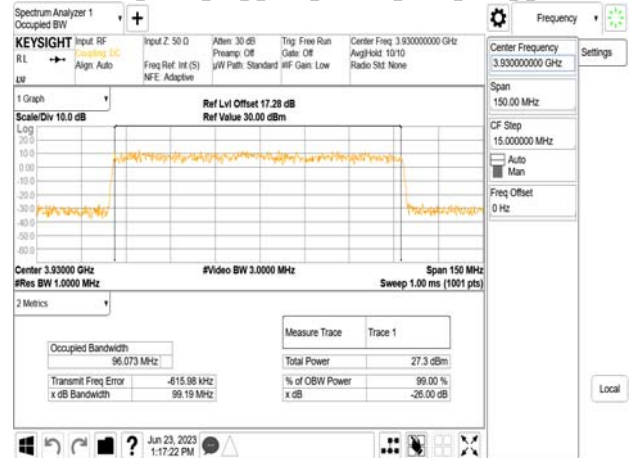 Spectrum Analyzer 1
Occupied BW
Frequency
KEYSIGHT
Input: RF
Coupling: DC
Align: Auto
Input Z: 50 Ω
Freq Ref: Int (S)
NFE: Adaptive
Atten: 30 dB
Preamp: Off
µW Path: Standard
Trig: Free Run
Gate: Off
#IF Gain: Low
Center Freq: 3.930000000 GHz
Avg|Hold: 10/10
Radio Std: None
RL
Center Frequency
3.930000000 GHz
Settings
Span
150.00 MHz
CF Step
15.000000 MHz
Auto
Man
Freq Offset
0 Hz
1 Graph
Scale/Div 10.0 dB
Ref Lvl Offset 17.28 dB
Ref Value 30.00 dBm
Log
20.0
10.0
0.00
-10.0
-20.0
-30.0
-40.0
-50.0
-60.0
Center 3.93000 GHz
#Video BW 3.0000 MHz
Span 150 MHz
#Res BW 1.0000 MHz
Sweep 1.00 ms (1001 pts)
2 Metrics
Measure Trace Trace 1
Occupied Bandwidth
96.073 MHz
Total Power 27.3 dBm
Transmit Freq Error -615.98 kHz
% of OBW Power 99.00 %
x dB Bandwidth 99.19 MHz
x dB -26.00 dB
Local
Jun 23, 2023
1:17:22 PM